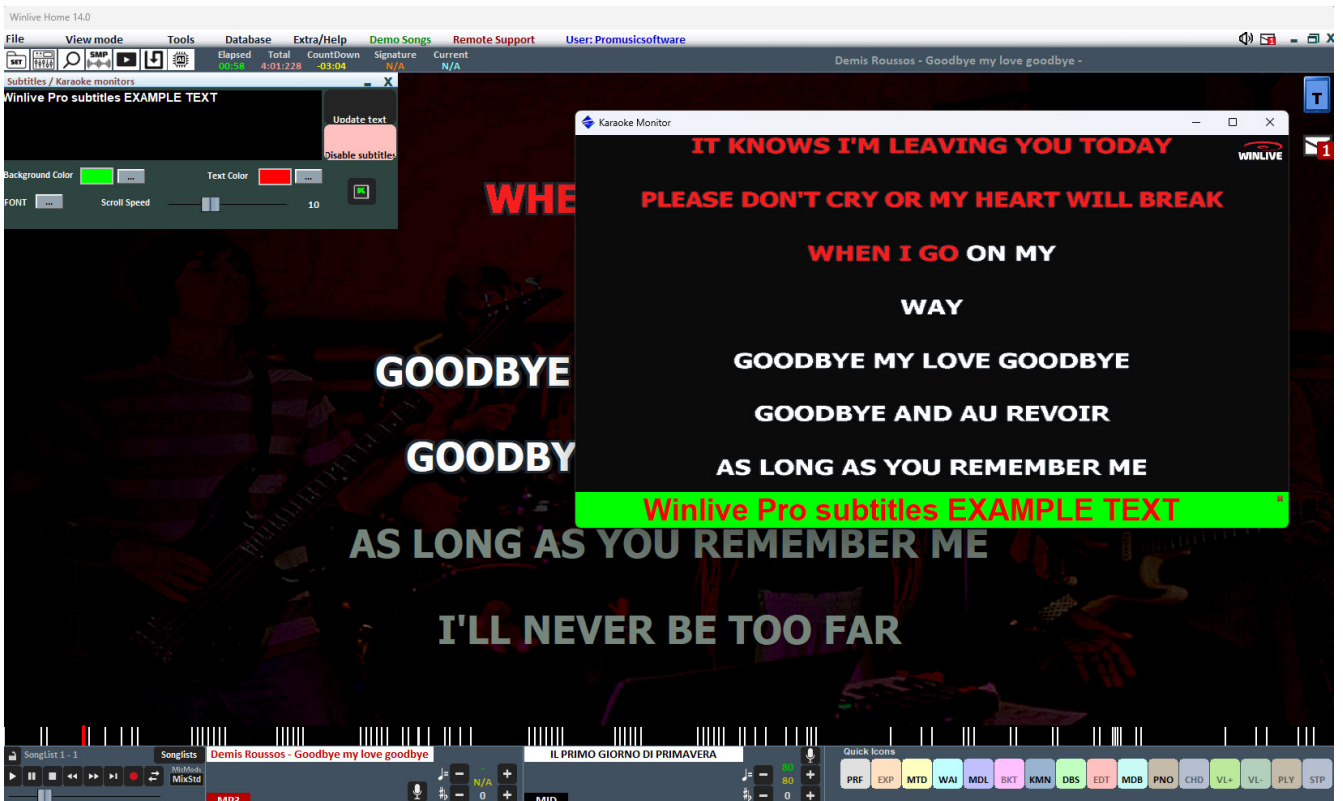 Winlive Home 14.0
File View mode Tools Database Extra/Help Demo Songs Remote Support User: Promusicsoftware
SET SMP AI Elapsed Total CountDown Signature Current
00:58 4:01:228 -03:04 N/A N/A
Demis Roussos - Goodbye my love goodbye -
Subtitles / Karaoke monitors X
Winlive Pro subtitles EXAMPLE TEXT
Update text
Disable subtitles
Background Color ... Text Color ...
FONT ... Scroll Speed 10
K
T
1
Karaoke Monitor
WINLIVE
IT KNOWS I'M LEAVING YOU TODAY
PLEASE DON'T CRY OR MY HEART WILL BREAK
WHEN I GO ON MY
WAY
GOODBYE MY LOVE GOODBYE
GOODBYE AND AU REVOIR
AS LONG AS YOU REMEMBER ME
Winlive Pro subtitles EXAMPLE TEXT
WHE
GOODBYE
GOODBY
AS LONG AS YOU REMEMBER ME
I'LL NEVER BE TOO FAR
SongList 1 - 1 Songlists
MixMode
MixStd
Demis Roussos - Goodbye my love goodbye
- N/A +
- 0 +
MP3
IL PRIMO GIORNO DI PRIMAVERA
80
- 80 +
- 0 +
MID
Quick Icons
PRF EXP MTD WAI MDL BKT KMN DBS EDT MDB PNO CHD VL+ VL- PLY STP